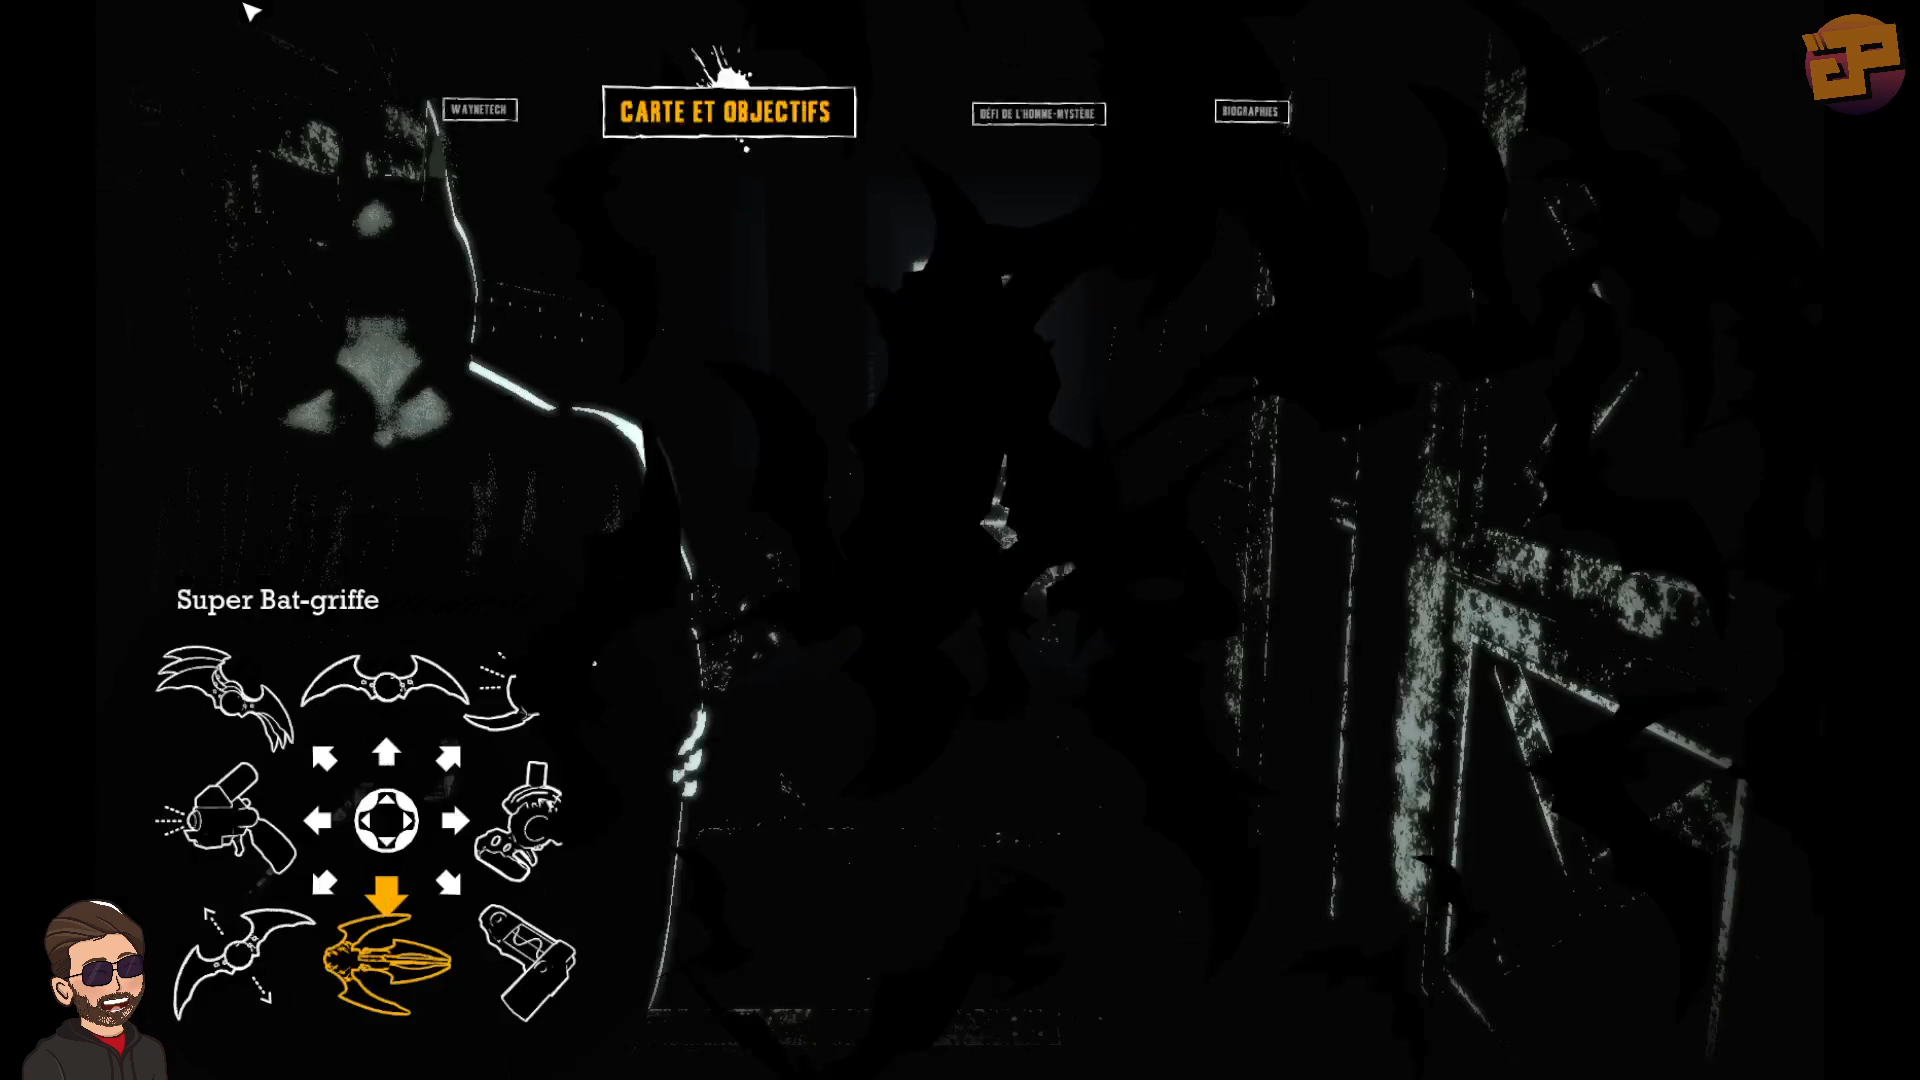 WAYNETECH
CARTE ET OBJECTIFS
DÉFI DE L'HOMME-MYSTÈRE
BIOGRAPHIES
Super Bat-griffe